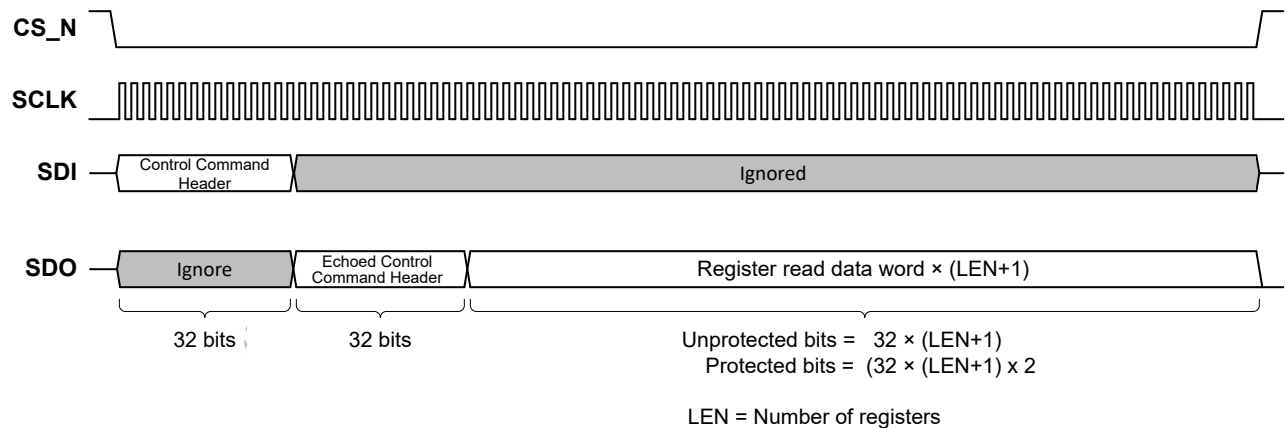 CS_N
SCLK
SDI
Control Command
Header
Ignored
SDO
Ignore
Echoed Control
Command Header
Register read data word × (LEN+1)
32 bits
32 bits
Unprotected bits = 32 × (LEN+1)
Protected bits = (32 × (LEN+1) x 2
LEN = Number of registers